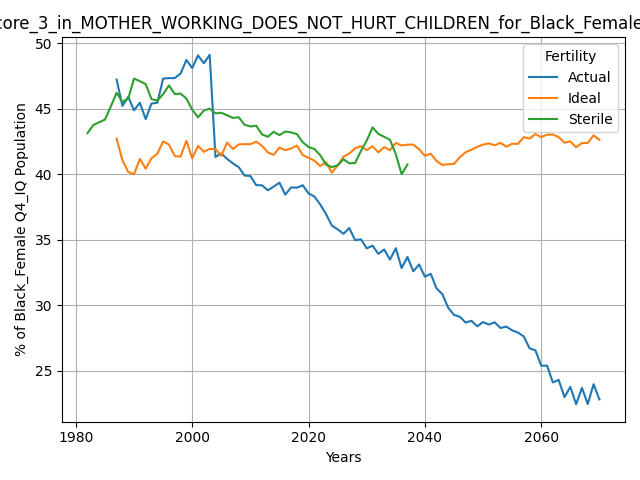 core_3_in_MOTHER_WORKING_DOES_NOT_HURT_CHILDREN_for_Black_Female
Fertility
Actual
Ideal
Sterile
% of Black_Female Q4_IQ Population
50
45
40
35
30
25
1980
2000
2020
2040
2060
Years